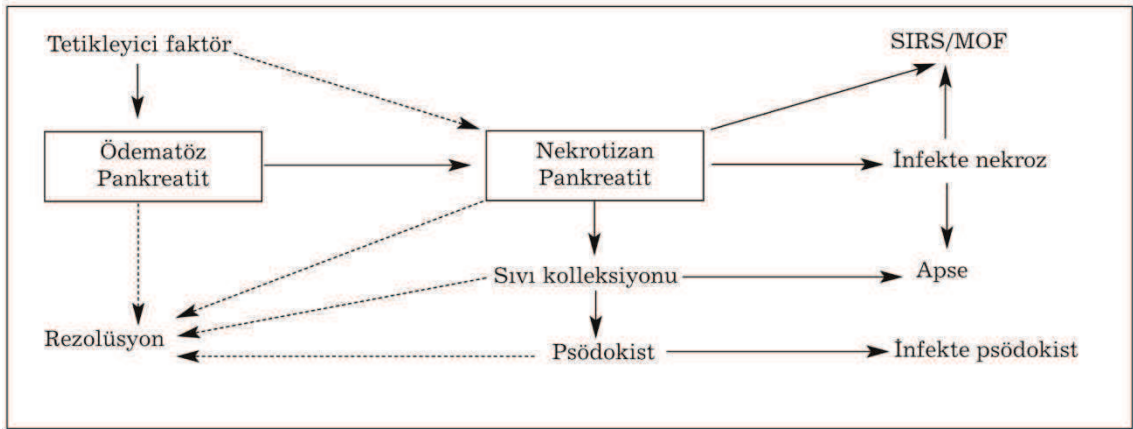 Tetikleyici faktör
SIRS/MOF
Ödematöz
Pankreatit
Nekrotizan
Pankreatit
İnfekte nekroz
Sıvı kolleksiyonu
Apse
Rezolüsyon
Psödokist
İnfekte psödokist